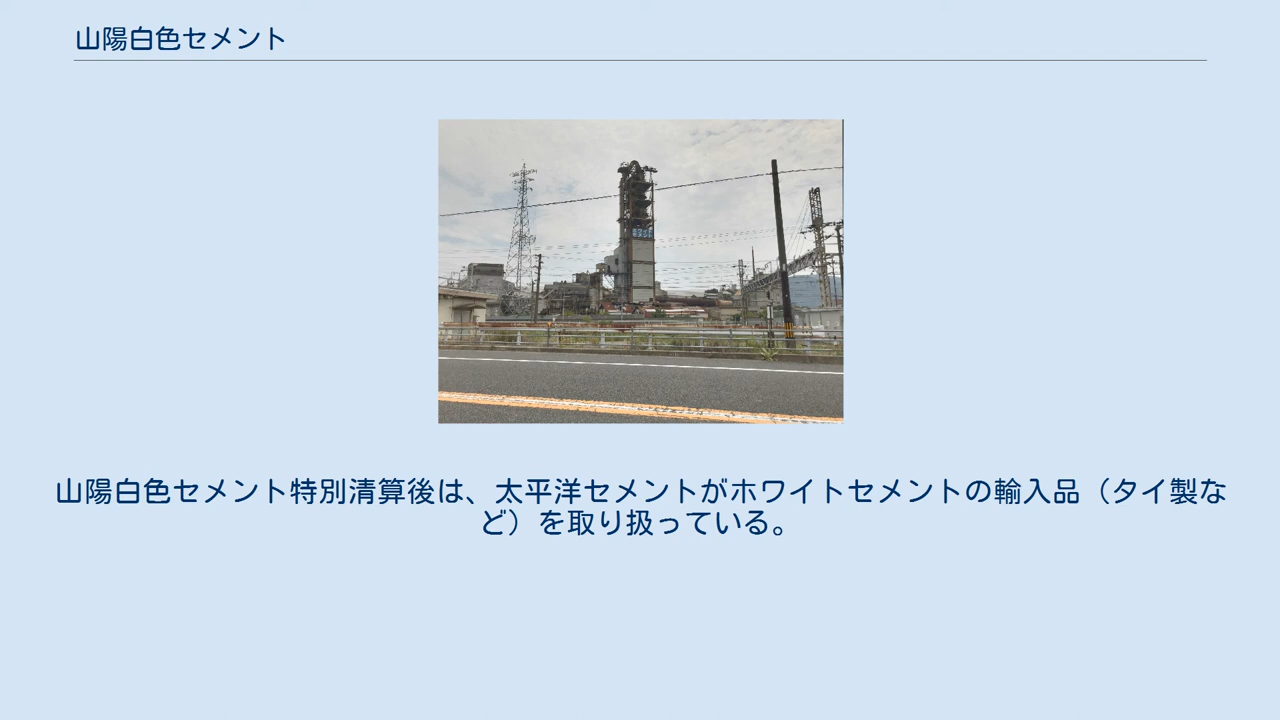 山陽白色セメント
山陽白色セメント特別清算後は、太平洋セメントがホワイトセメントの輸入品（タイ製な
ど）を取り扱っている。